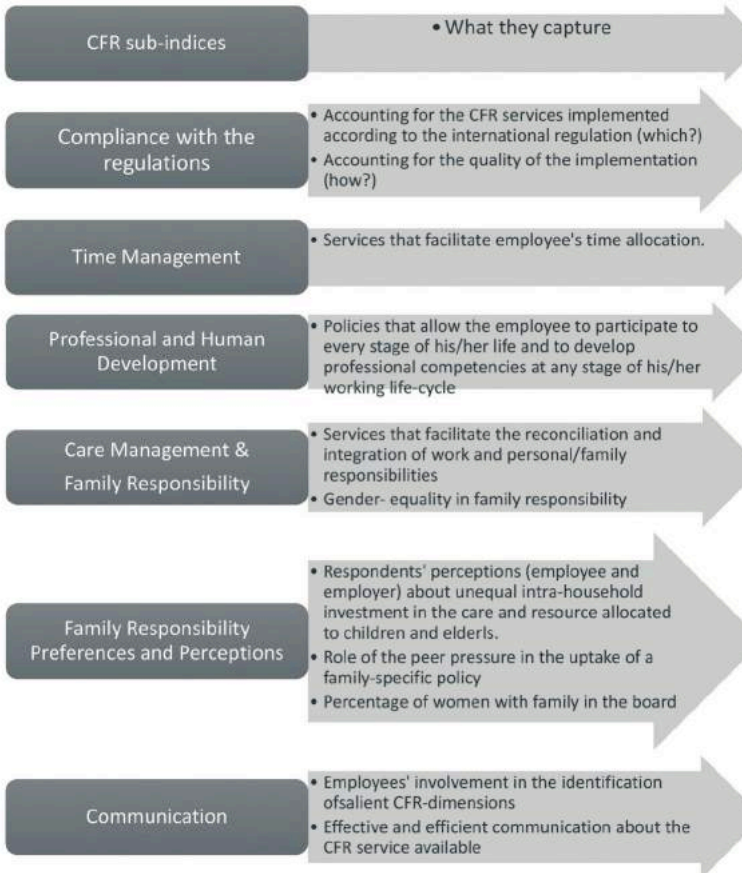 CFR sub-indices
• What they capture
Compliance with the
regulations
• Accounting for the CFR services implemented
according to the international regulation (which?)
• Accounting for the quality of the implementation
(how?)
Time Management
• Services that facilitate employee's time allocation.
Professional and Human
Development
• Policies that allow the employee to participate to
every stage of his/her life and to develop
professional competencies at any stage of his/her
working life-cycle
Care Management &
Family Responsibility
• Services that facilitate the reconciliation and
integration of work and personal/family
responsibilities
• Gender- equality in family responsibility
Family Responsibility
Preferences and Perceptions
• Respondents' perceptions (employee and
employer) about unequal intra-household
investment in the care and resource allocated
to children and elderls.
• Role of the peer pressure in the uptake of a
family-specific policy
• Percentage of women with family in the board
Communication
• Employees' involvement in the identification
ofsalient CFR-dimensions
• Effective and efficient communication about the
CFR service available